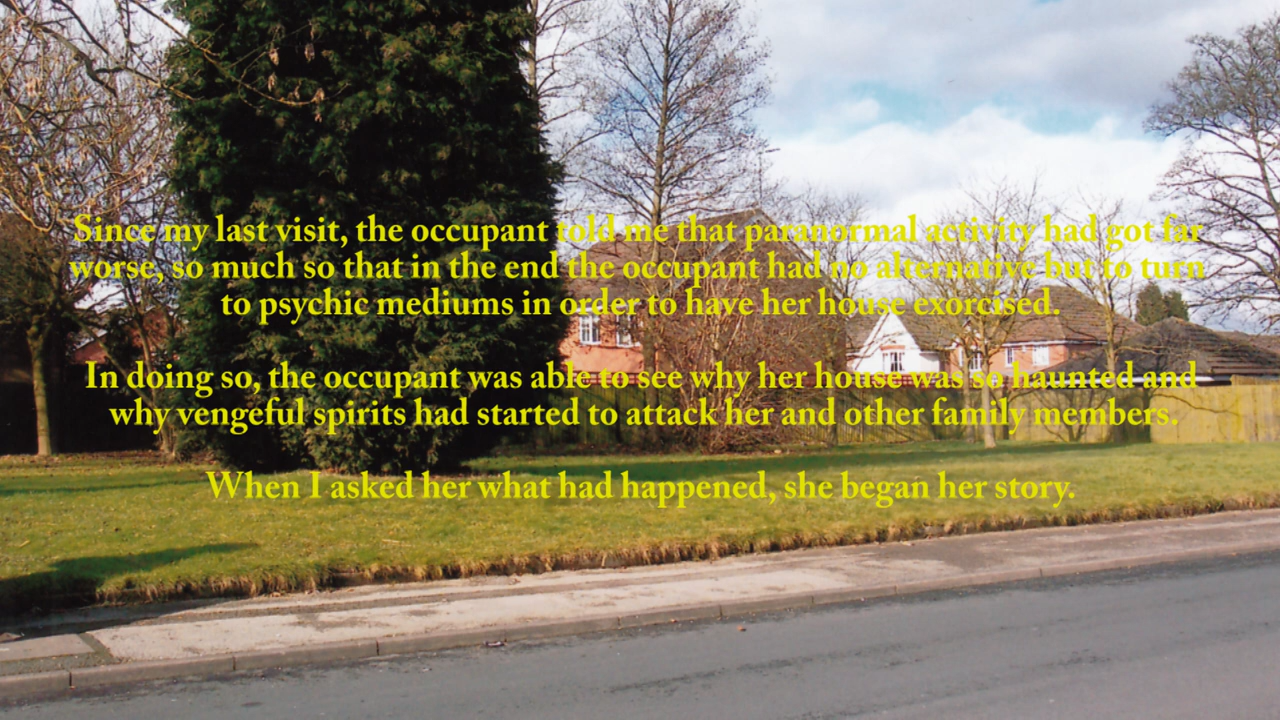 Since my last visit, the occupant told me that paranormal activity had got far
worse, so much so that in the end the occupant had no alternative but to turn
to psychic mediums in order to have her house exorcised.
In doing so, the occupant was able to see why her house was so haunted and
why vengeful spirits had started to attack her and other family members.
When I asked her what had happened, she began her story.